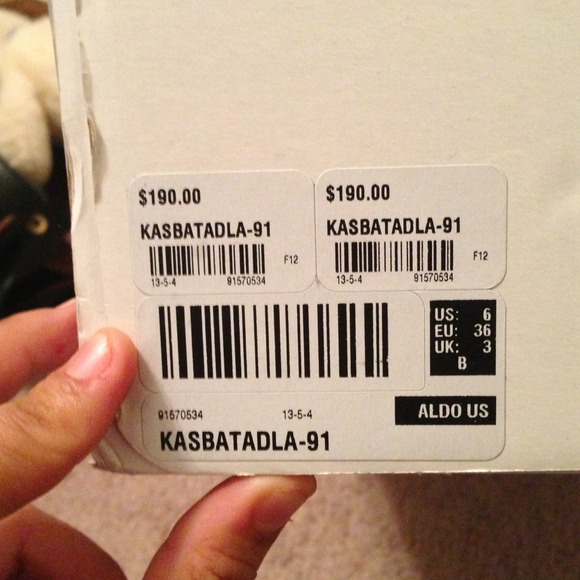 $190.00
KASBATADLA-91
F12
13-5-4 91570534
$190.00
KASBATADLA-91
F12
13-5-4 91570534
US: 6
EU: 36
UK: 3
B
91570534 13-5-4
ALDO US
KASBATADLA-91